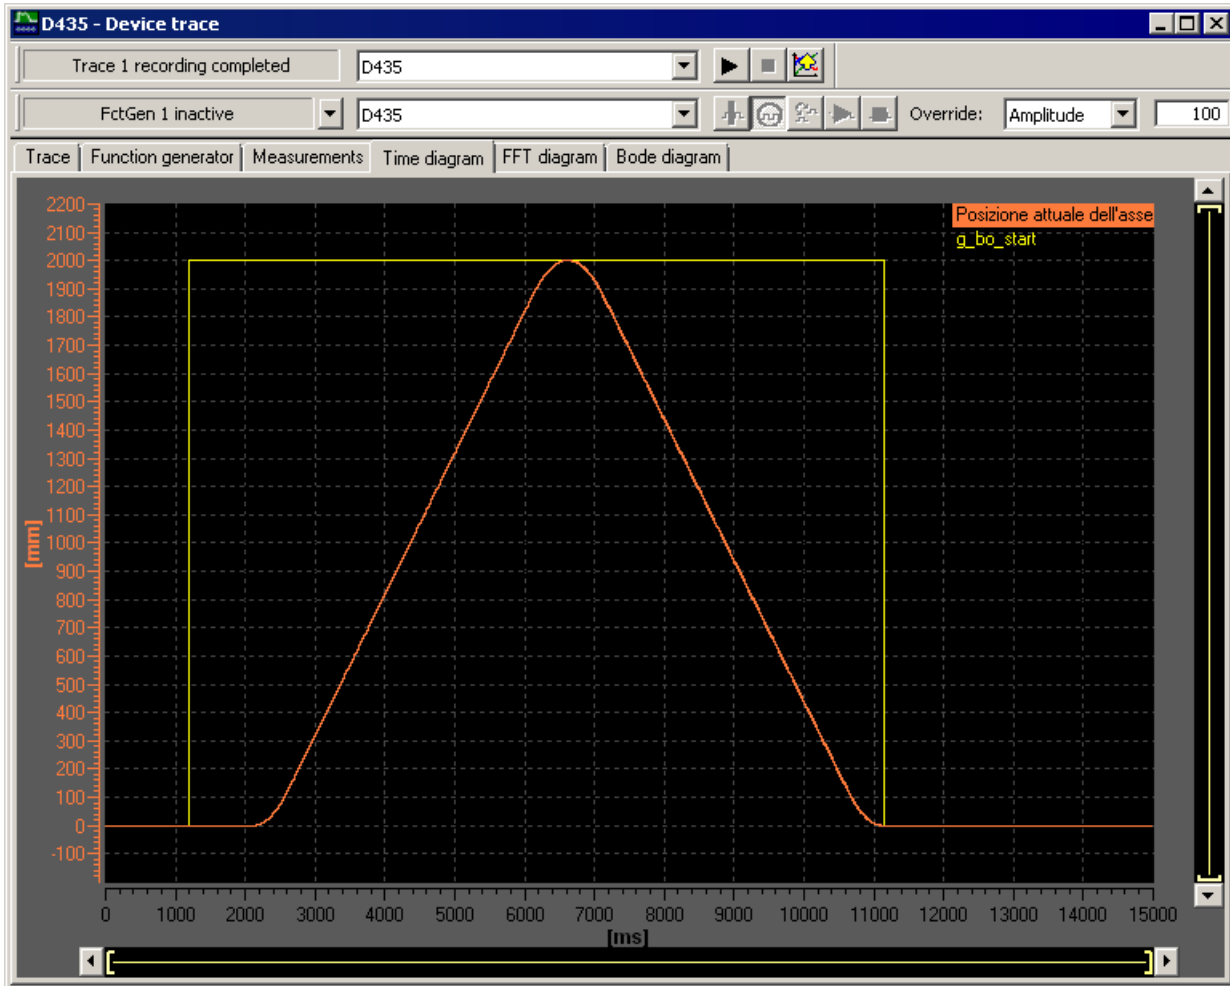 D435 - Device trace
Trace 1 recording completed D435
FctGen 1 inactive D435 Override: Amplitude 100
Trace Function generator Measurements Time diagram FFT diagram Bode diagram
Posizione attuale dell'asse
g_bo_start
2200
2100
2000
1900
1800
1700
1600
1500
1400
1300
1200
1100
1000
900
800
700
600
500
400
300
200
100
0
-100
[mm]
0 1000 2000 3000 4000 5000 6000 7000 8000 9000 10000 11000 12000 13000 14000 15000
[ms]